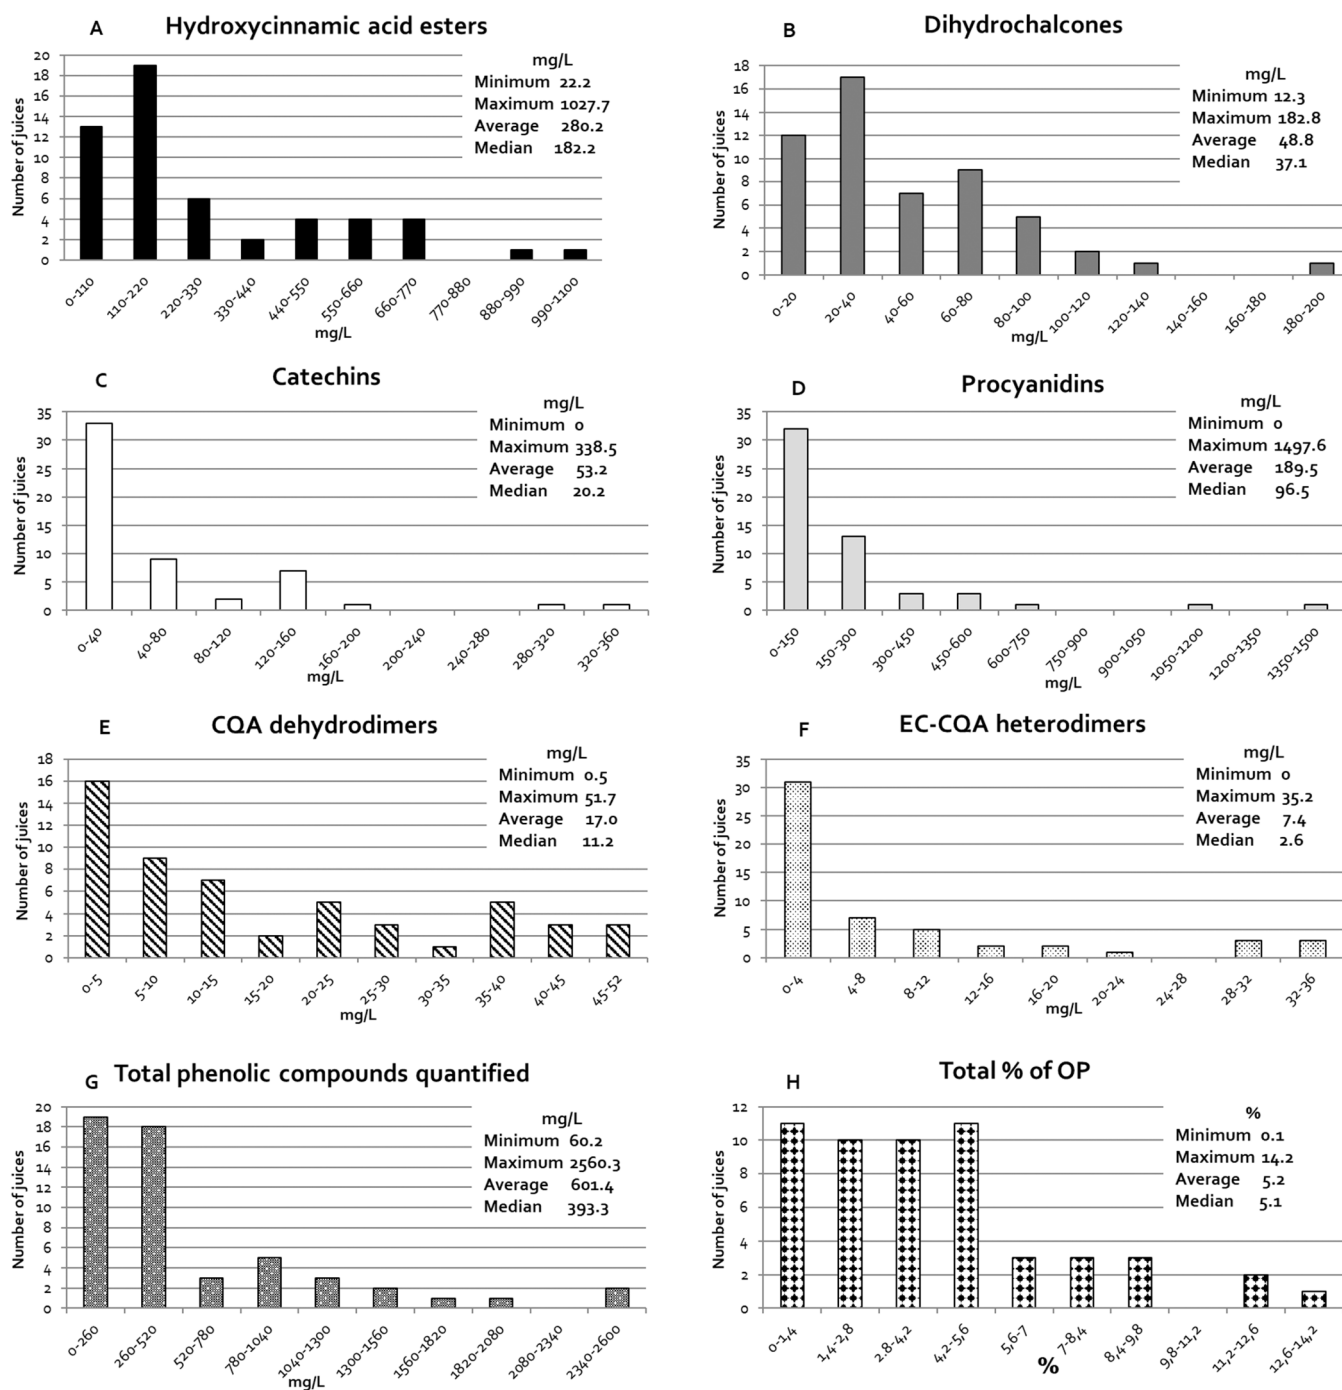 A Hydroxycinnamic acid esters
mg/L
Minimum 22.2
Maximum 1027.7
Average 280.2
Median 182.2
Number of juices
20
18
16
14
12
10
8
6
4
2
0
0-110 110-220 220-330 330-440 440-550 550-660 660-770 770-880 880-990 990-1100
mg/L
B Dihydrochalcones
mg/L
Minimum 12.3
Maximum 182.8
Average 48.8
Median 37.1
Number of juices
18
16
14
12
10
8
6
4
2
0
0-20 20-40 40-60 60-80 80-100 100-120 120-140 140-160 160-180 180-200
mg/L
C Catechins
mg/L
Minimum 0
Maximum 338.5
Average 53.2
Median 20.2
Number of juices
35
30
25
20
15
10
5
0
0-40 40-80 80-120 120-160 160-200 200-240 240-280 280-320 320-360
mg/L
D Procyanidins
mg/L
Minimum 0
Maximum 1497.6
Average 189.5
Median 96.5
Number of juices
35
30
25
20
15
10
5
0
0-150 150-300 300-450 450-600 600-750 750-900 900-1050 1050-1200 1200-1350 1350-1500
mg/L
E CQA dehydrodimers
mg/L
Minimum 0.5
Maximum 51.7
Average 17.0
Median 11.2
Number of juices
18
16
14
12
10
8
6
4
2
0
0-5 5-10 10-15 15-20 20-25 25-30 30-35 35-40 40-45 45-52
mg/L
F EC-CQA heterodimers
mg/L
Minimum 0
Maximum 35.2
Average 7.4
Median 2.6
Number of juices
35
30
25
20
15
10
5
0
0-4 4-8 8-12 12-16 16-20 20-24 24-28 28-32 32-36
mg/L
G Total phenolic compounds quantified
mg/L
Minimum 60.2
Maximum 2560.3
Average 601.4
Median 393.3
Number of juices
20
18
16
14
12
10
8
6
4
2
0
0-260 260-520 520-780 780-1040 1040-1300 1300-1560 1560-1820 1820-2080 2080-2340 2340-2600
mg/L
H Total % of OP
%
Minimum 0.1
Maximum 14.2
Average 5.2
Median 5.1
Number of juices
12
10
8
6
4
2
0
0-1,4 1,4-2,8 2.8-4,2 4,2-5,6 5,6-7 7-8,4 8,4-9,8 9,8-11,2 11,2-12,6 12,6-14,2
%